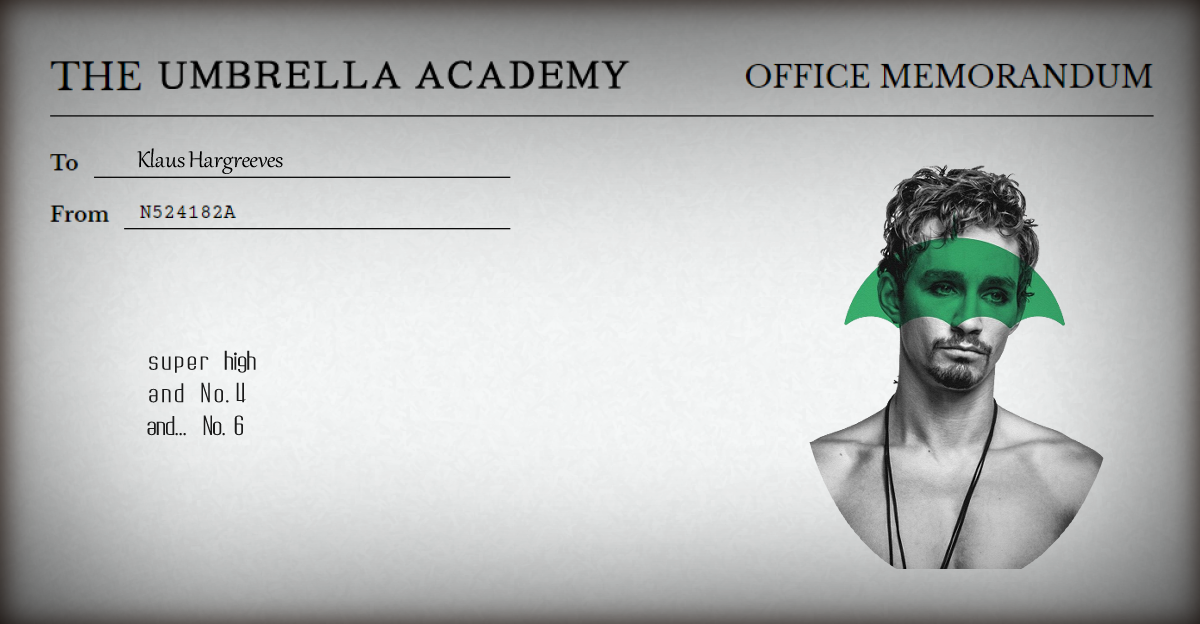 THE UMBRELLA ACADEMY OFFICE MEMORANDUM
To Klaus Hargreeves
From N524182A
super high
and No. 4
and... No. 6